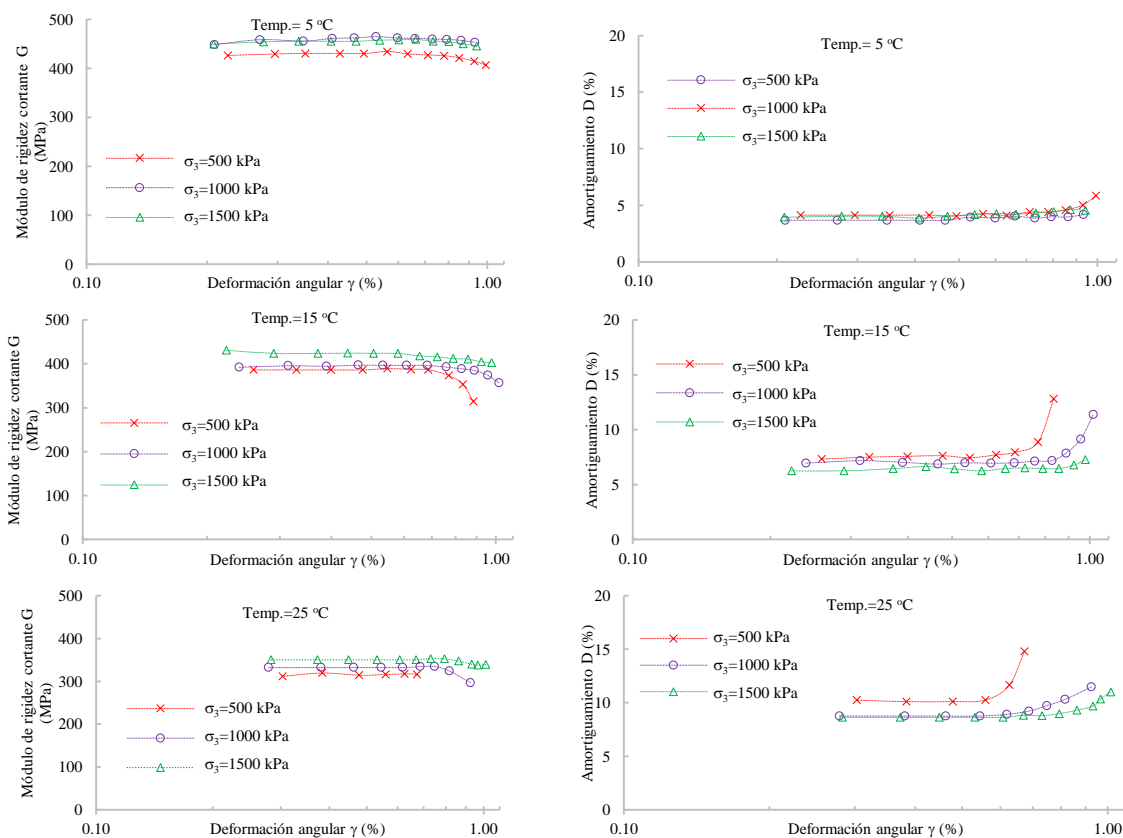 Temp.= 5 °C
Módulo de rigidez cortante G
(MPa)
500
400
300
200
100
0
σ3=500 kPa
σ3=1000 kPa
σ3=1500 kPa
0.10
1.00
Deformación angular γ (%)
Temp.= 5 °C
Amortiguamiento D (%)
20
15
10
5
0
σ3=500 kPa
σ3=1000 kPa
σ3=1500 kPa
0.10
1.00
Deformación angular γ (%)
Temp.=15 °C
Módulo de rigidez cortante G
(MPa)
500
400
300
200
100
0
σ3=500 kPa
σ3=1000 kPa
σ3=1500 kPa
0.10
1.00
Deformación angular γ (%)
Temp.=15 °C
Amortiguamiento D (%)
20
15
10
5
0
σ3=500 kPa
σ3=1000 kPa
σ3=1500 kPa
0.10
1.00
Deformación angular γ (%)
Temp.=25 °C
Módulo de rigidez cortante G
(MPa)
500
400
300
200
100
0
σ3=500 kPa
σ3=1000 kPa
σ3=1500 kPa
0.10
1.00
Deformación angular γ (%)
Temp.=25 °C
Amortiguamiento D (%)
20
15
10
5
0
σ3=500 kPa
σ3=1000 kPa
σ3=1500 kPa
0.10
1.00
Deformación angular γ (%)